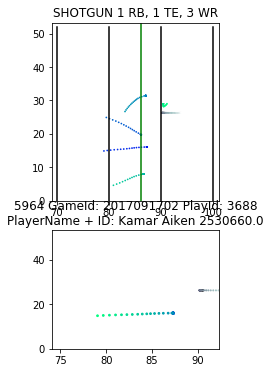 SHOTGUN 1 RB, 1 TE, 3 WR
50
40
30
20
10
0
70 80 90 100
5964 GameId: 2017091702 PlayId: 3688
PlayerName + ID: Kamar Aiken 2530660.0
40
20
0
75 80 85 90